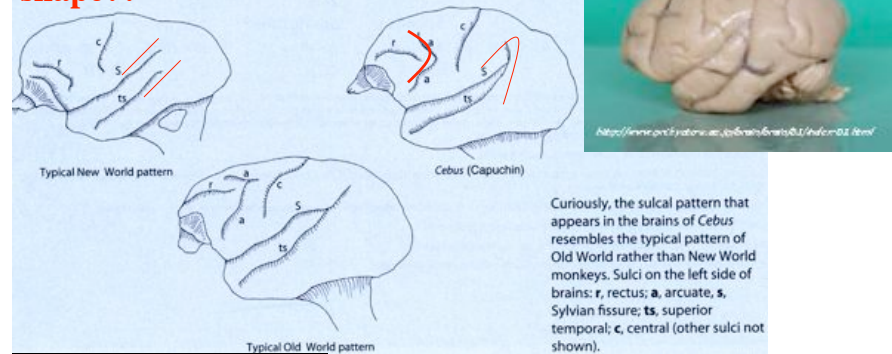 c
r
S
ts
Typical New World pattern
c
a
r
a
S
ts
Cebus (Capuchin)
a
r
c
a
S
ts
Typical Old World pattern
Curiously, the sulcal pattern that
appears in the brains of Cebus
resembles the typical pattern of
Old World rather than New World
monkeys. Sulci on the left side of
brains: r, rectus; a, arcuate, s,
Sylvian fissure; ts, superior
temporal; c, central (other sulci not
shown).